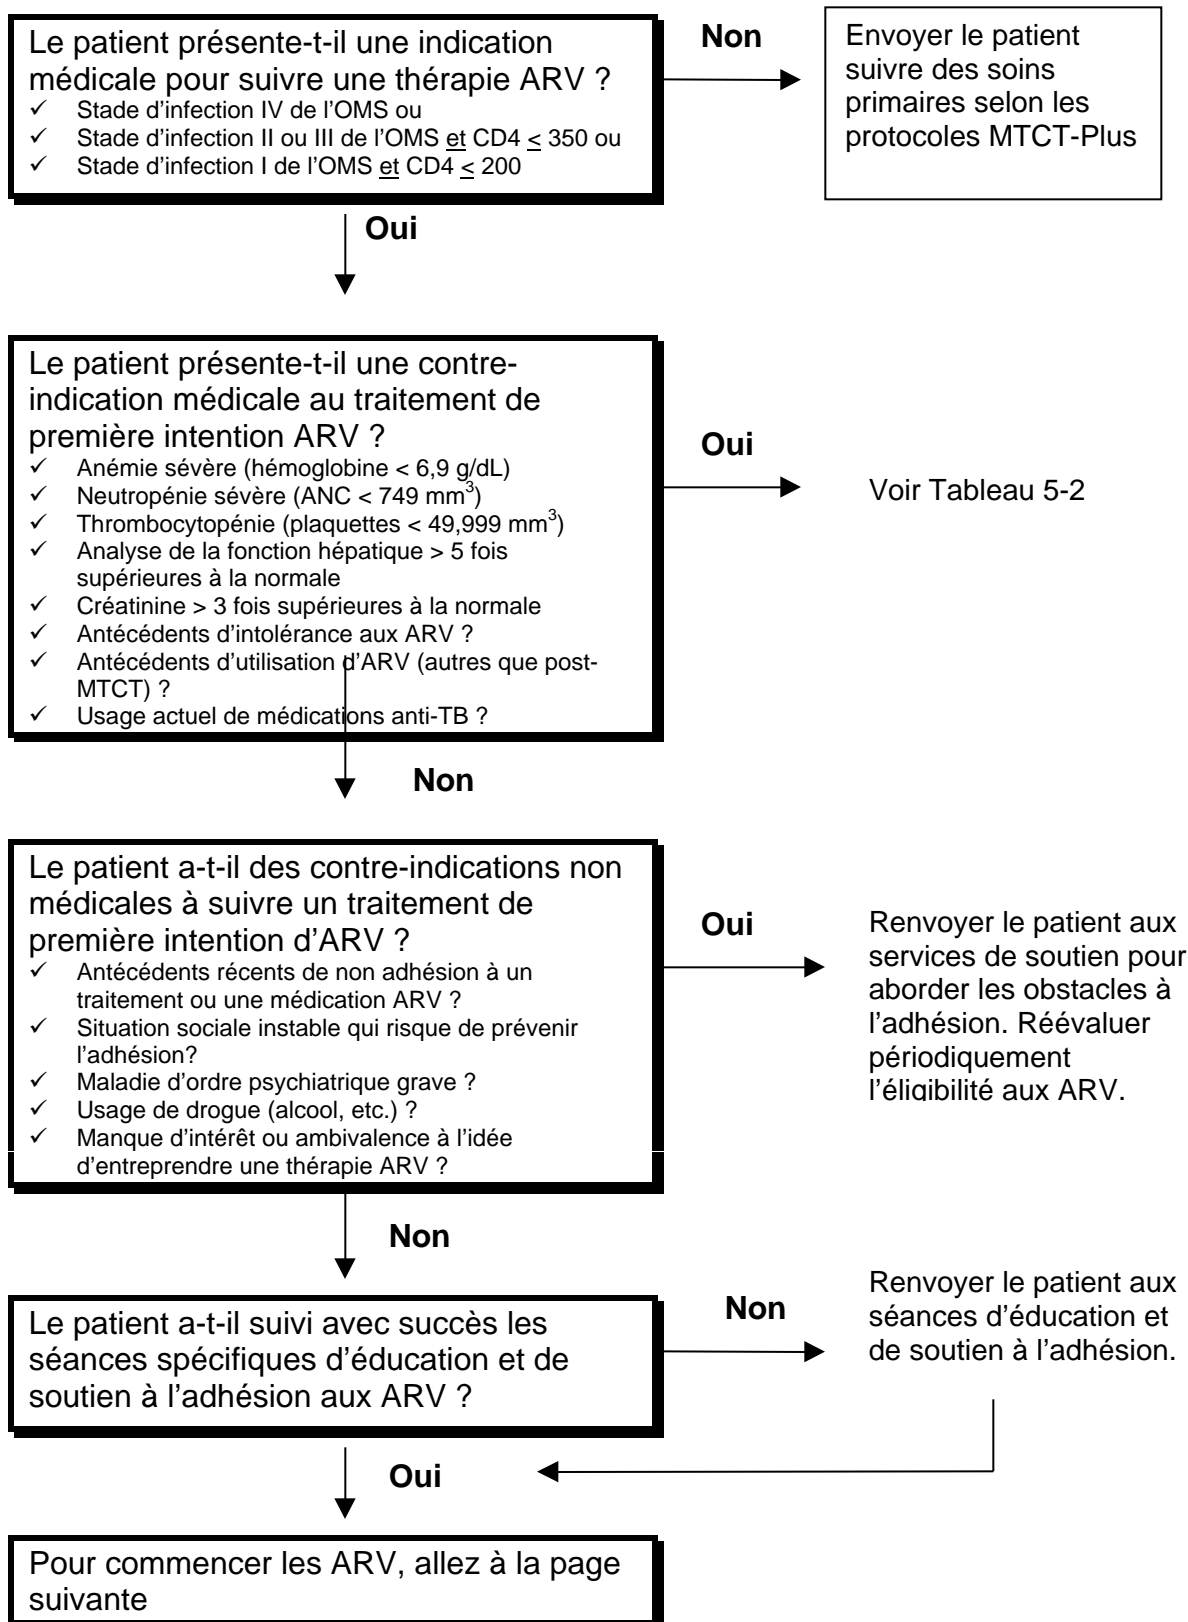 Le patient présente-t-il une indication
médicale pour suivre une thérapie ARV ?
✓ Stade d'infection IV de l'OMS ou
✓ Stade d'infection II ou III de l'OMS et CD4 ≤ 350 ou
✓ Stade d'infection I de l'OMS et CD4 ≤ 200
Non
Envoyer le patient
suivre des soins
primaires selon les
protocoles MTCT-Plus
Oui
Le patient présente-t-il une contre-
indication médicale au traitement de
première intention ARV ?
✓ Anémie sévère (hémoglobine < 6,9 g/dL)
✓ Neutropénie sévère (ANC < 749 mm³)
✓ Thrombocytopénie (plaquettes < 49,999 mm³)
✓ Analyse de la fonction hépatique > 5 fois
supérieures à la normale
✓ Créatinine > 3 fois supérieures à la normale
✓ Antécédents d'intolérance aux ARV ?
✓ Antécédents d'utilisation d'ARV (autres que post-
MTCT) ?
✓ Usage actuel de médications anti-TB ?
Oui
Voir Tableau 5-2
Non
Le patient a-t-il des contre-indications non
médicales à suivre un traitement de
première intention d'ARV ?
✓ Antécédents récents de non adhésion à un
traitement ou une médication ARV ?
✓ Situation sociale instable qui risque de prévenir
l'adhésion?
✓ Maladie d'ordre psychiatrique grave ?
✓ Usage de drogue (alcool, etc.) ?
✓ Manque d'intérêt ou ambivalence à l'idée
d'entreprendre une thérapie ARV ?
Oui
Renvoyer le patient aux
services de soutien pour
aborder les obstacles à
l'adhésion. Réévaluer
périodiquement
l'éligibilité aux ARV.
Non
Le patient a-t-il suivi avec succès les
séances spécifiques d'éducation et de
soutien à l'adhésion aux ARV ?
Non
Renvoyer le patient aux
séances d'éducation et
de soutien à l'adhésion.
Oui
Pour commencer les ARV, allez à la page
suivante